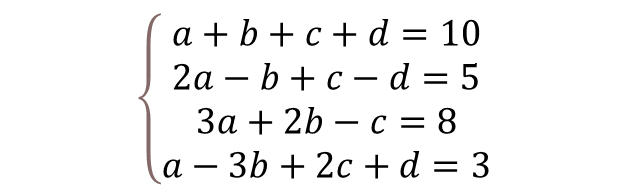 a + b + c + d = 10
2a − b + c − d = 5
3a + 2b − c = 8
a − 3b + 2c + d = 3